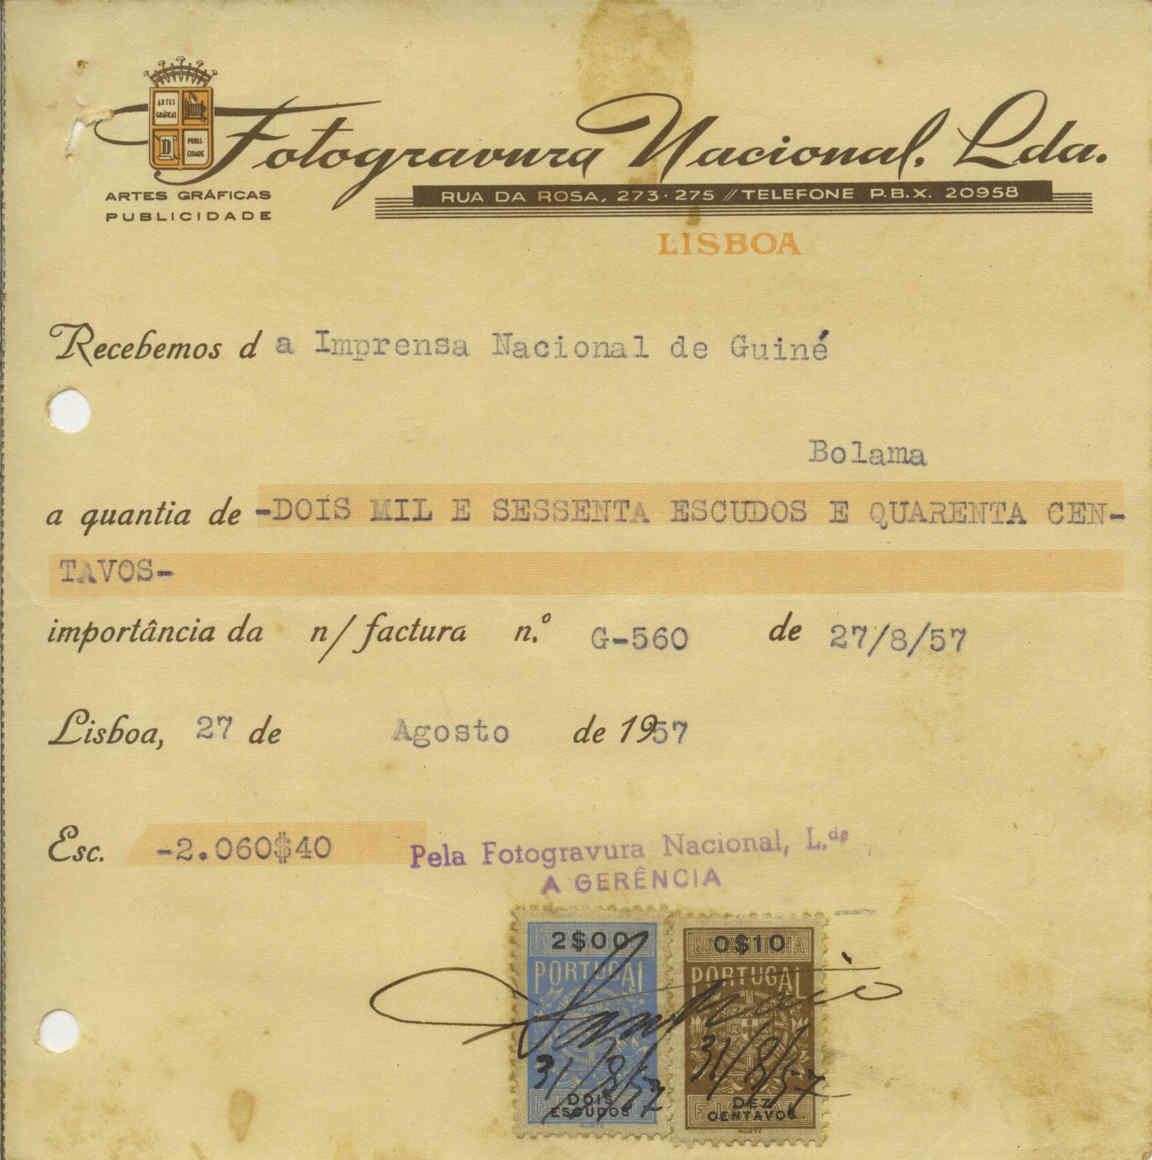 ARTES GRÁFICAS
PUBLICIDADE
Fotogravura Nacional, Lda.
ARTES GRÁFICAS
PUBLICIDADE
RUA DA ROSA, 273-275 // TELEFONE P.B.X. 20958
LISBOA
Recebemos d a Imprensa Nacional de Guiné
Bolama
a quantia de -DOIS MIL E SESSENTA ESCUDOS E QUARENTA CEN-
TAVOS-
importância da n/ factura n.º G-560 de 27/8/57
Lisboa, 27 de Agosto de 1957
Esc. -2.060$40
Pela Fotogravura Nacional, L.da
A GERÊNCIA
2$00 0$10
PORTUGAL PORTUGAL
31/8/57 31/8/57
DOIS ESCUDOS DEZ CENTAVOS